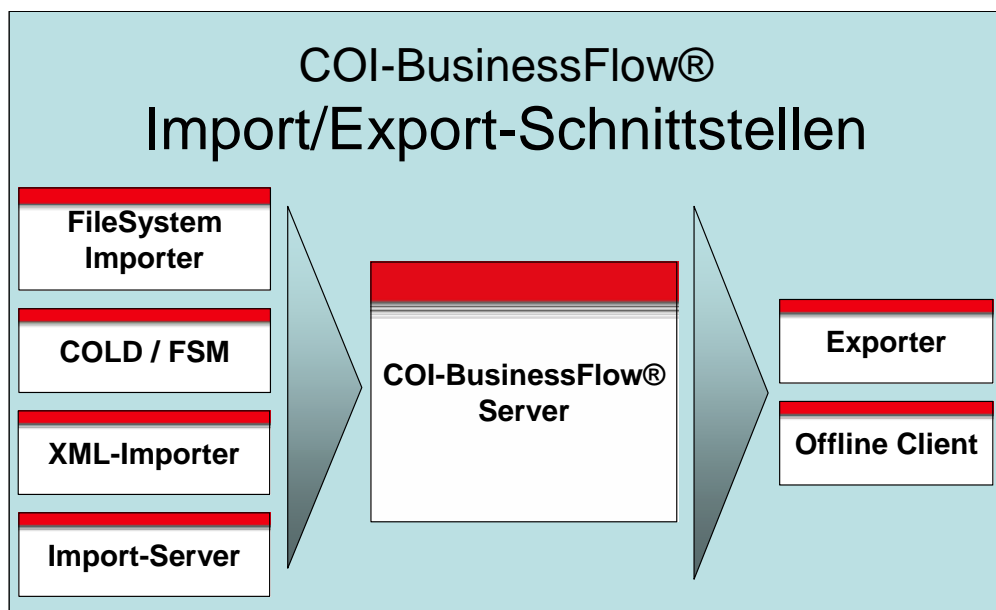 COI-BusinessFlow®
Import/Export-Schnittstellen
FileSystem
Importer
COLD / FSM
XML-Importer
Import-Server
COI-BusinessFlow®
Server
Exporter
Offline Client